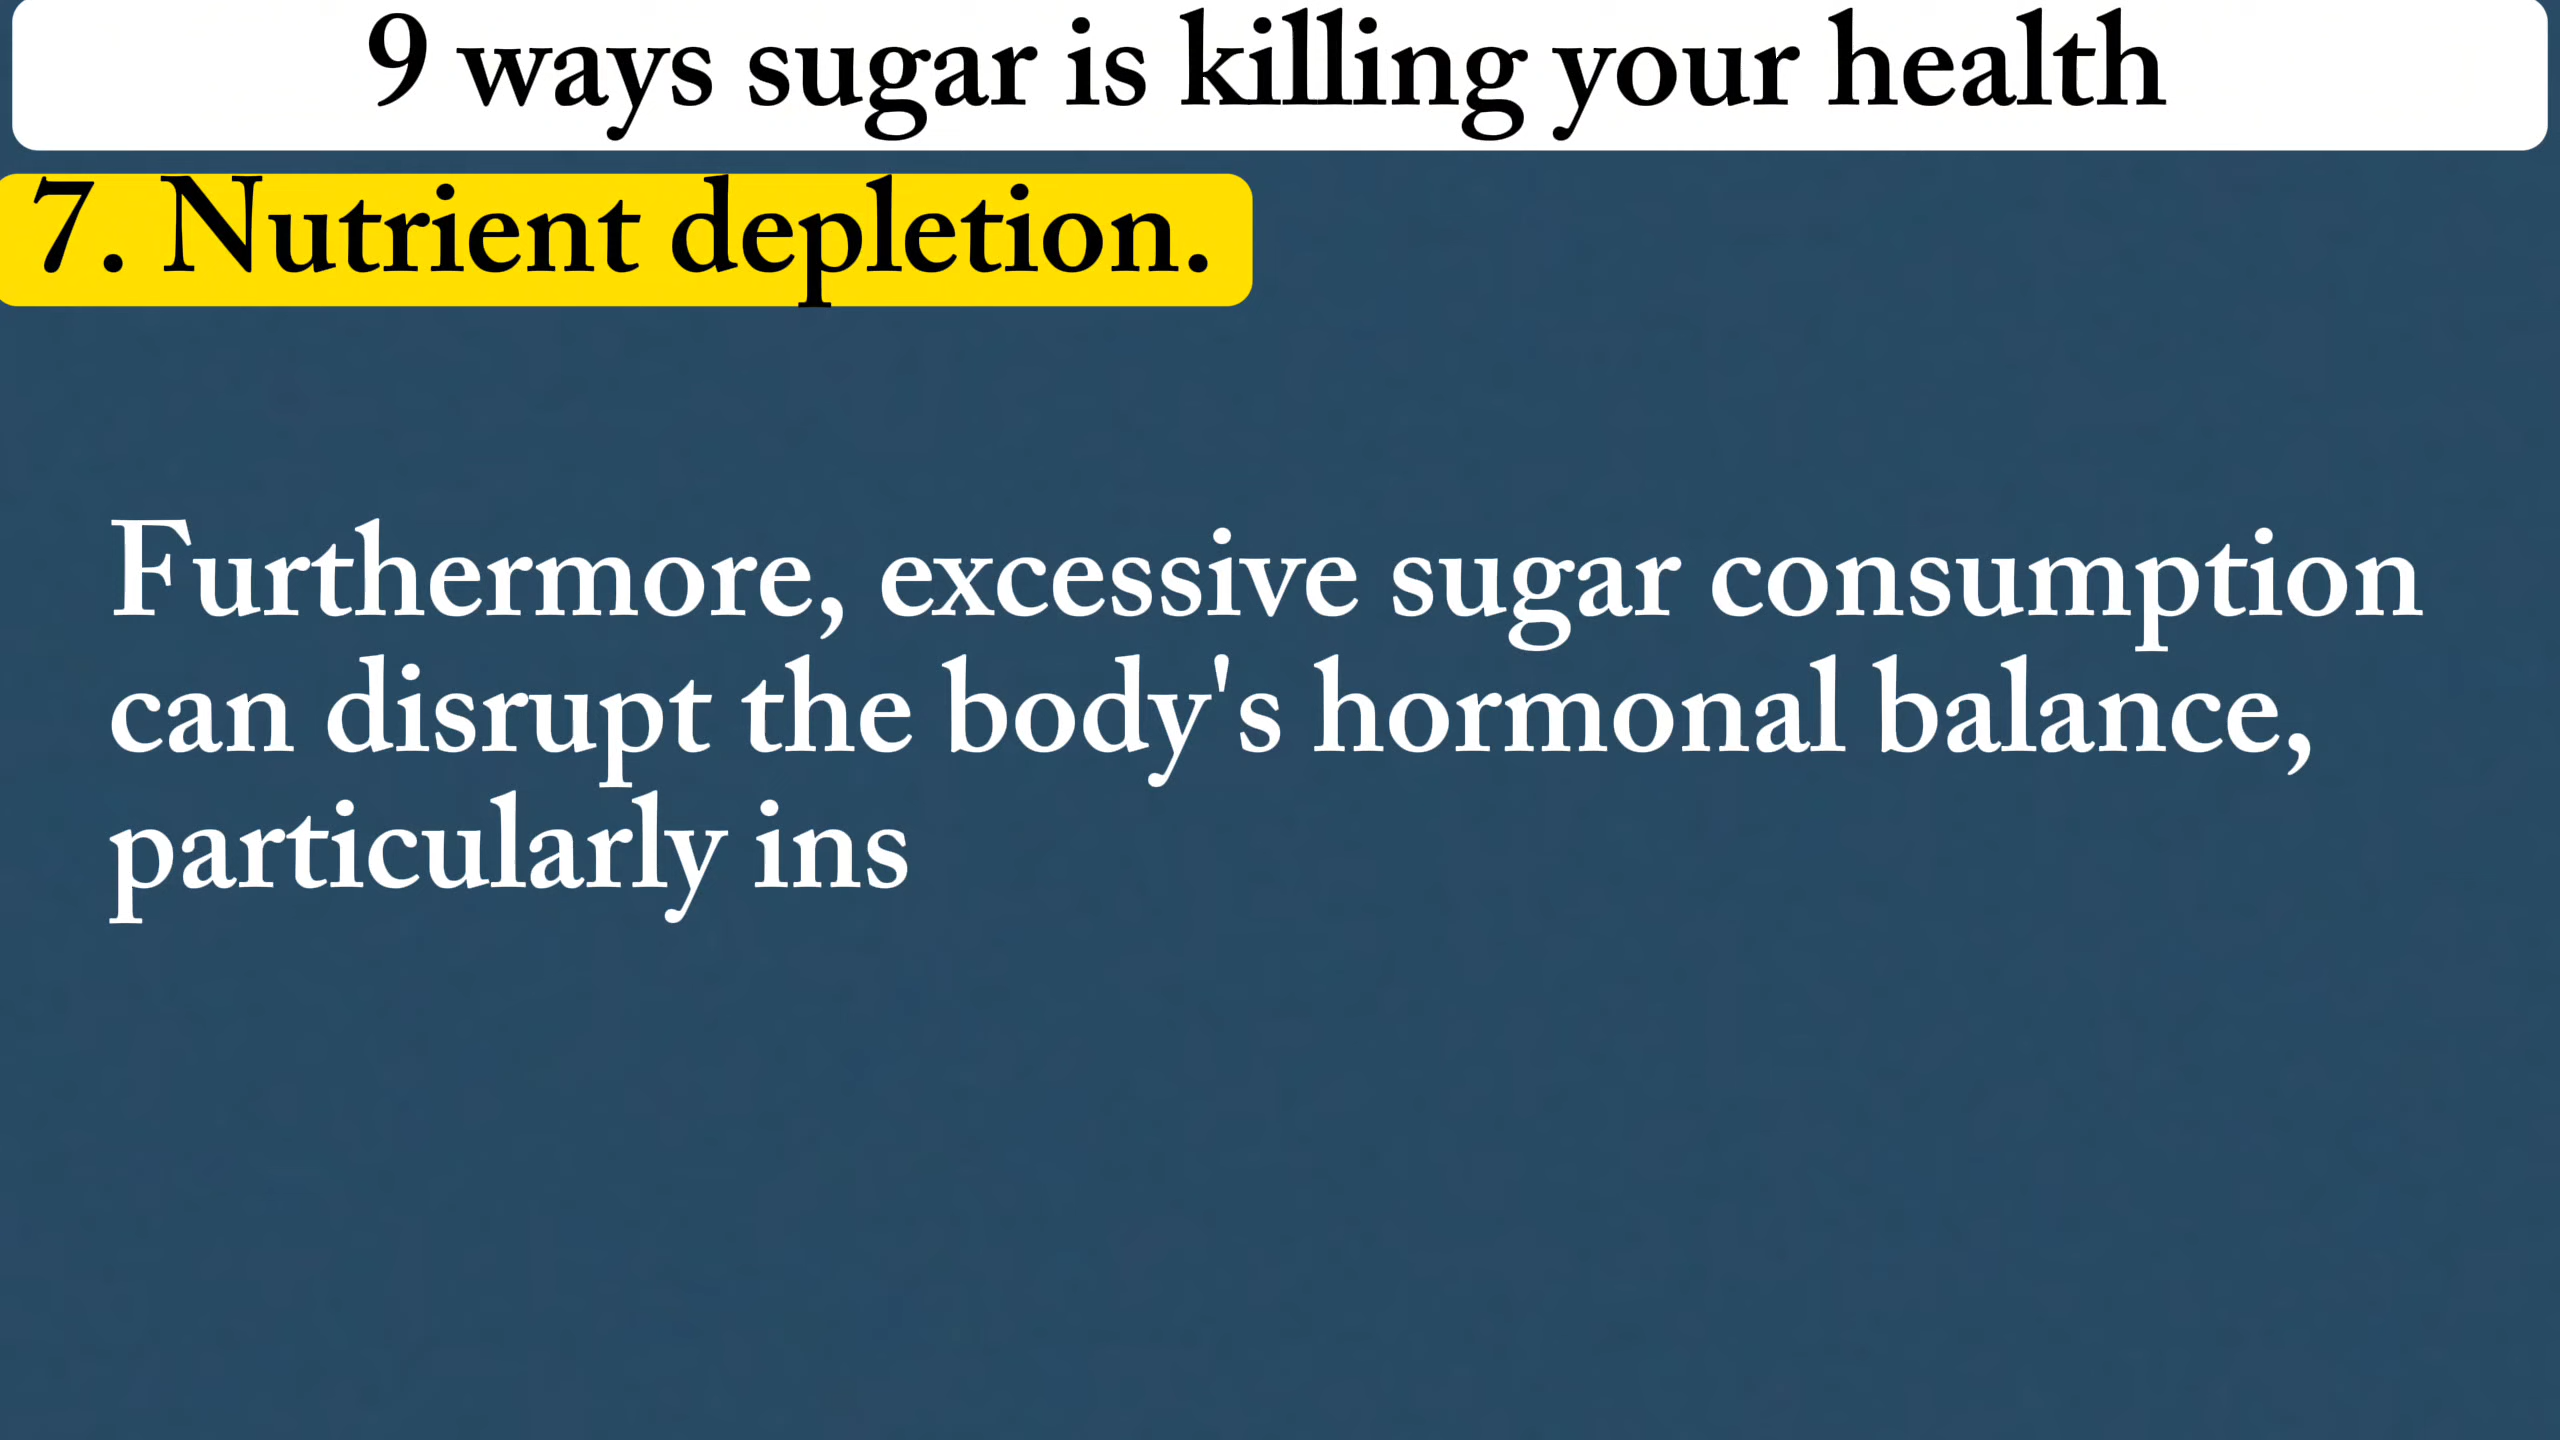 9 ways sugar is killing your health
7. Nutrient depletion.
Furthermore, excessive sugar consumption
can disrupt the body's hormonal balance,
particularly ins